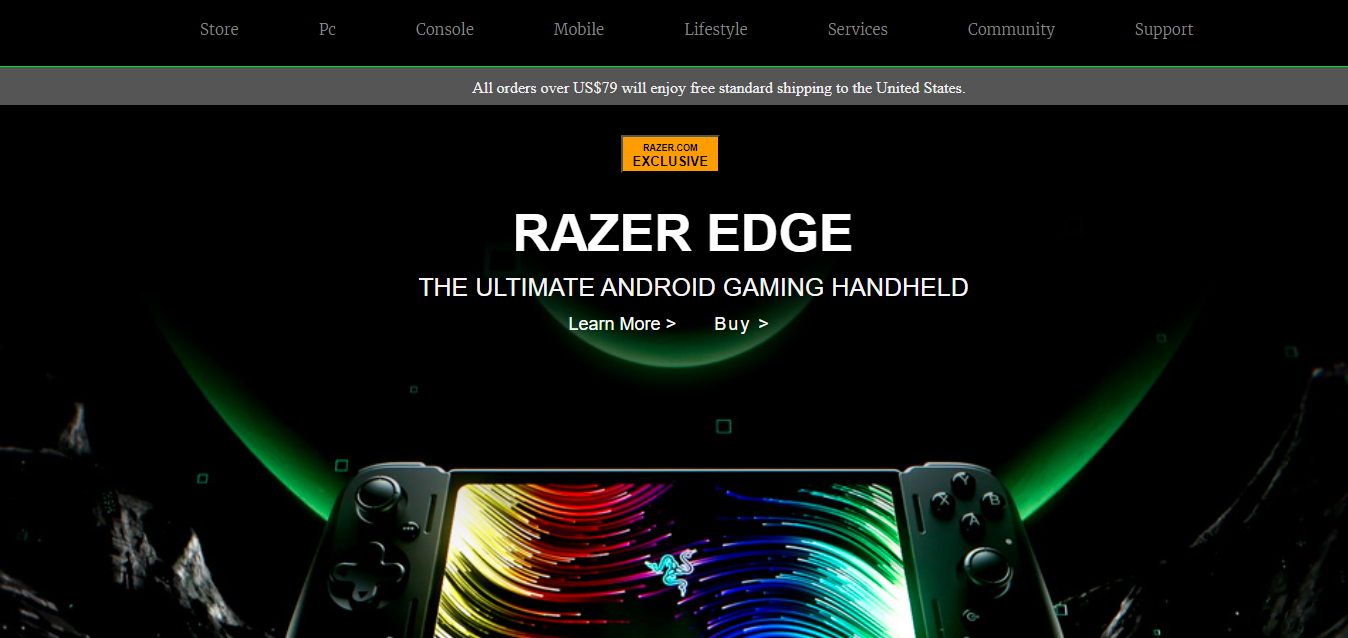 Store Pc Console Mobile Lifestyle Services Community Support
All orders over US$79 will enjoy free standard shipping to the United States.
RAZER.COM
EXCLUSIVE
RAZER EDGE
THE ULTIMATE ANDROID GAMING HANDHELD
Learn More > Buy >
Y
X B
A